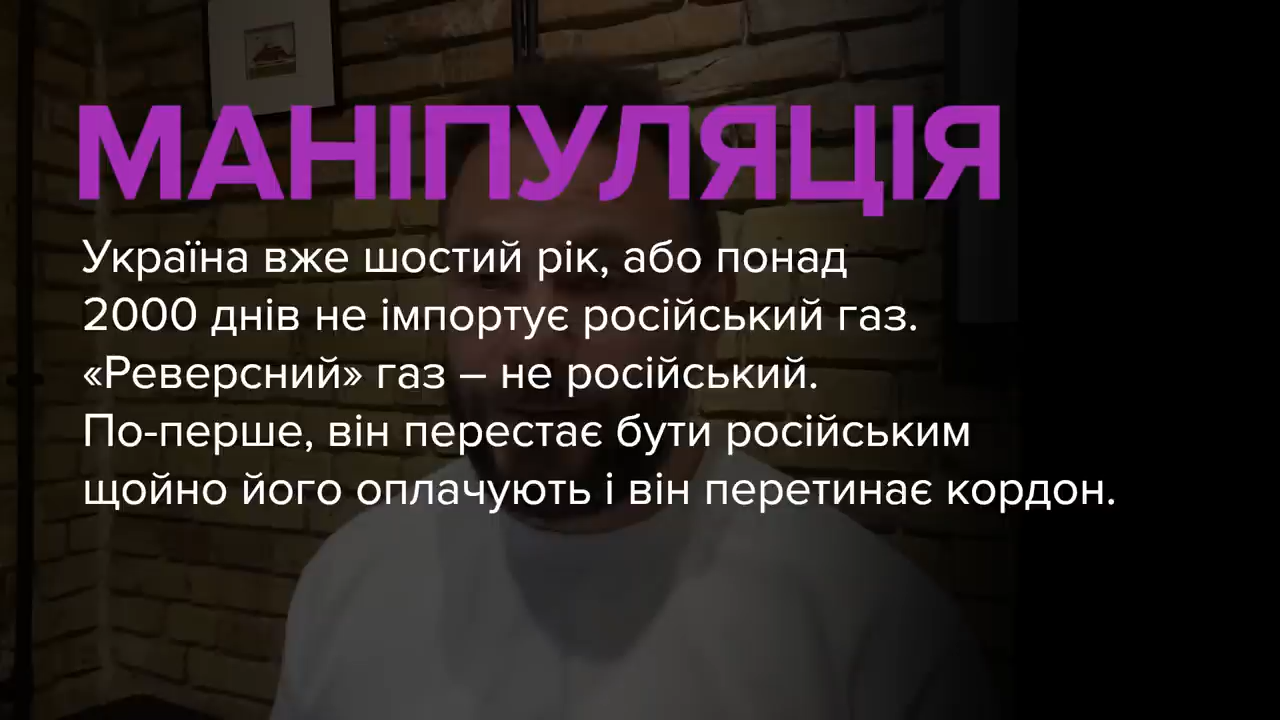 МАНІПУЛЯЦІЯ
Україна вже шостий рік, або понад
2000 днів не імпортує російський газ.
«Реверсний» газ – не російський.
По-перше, він перестає бути російським
щойно його оплачують і він перетинає кордон.